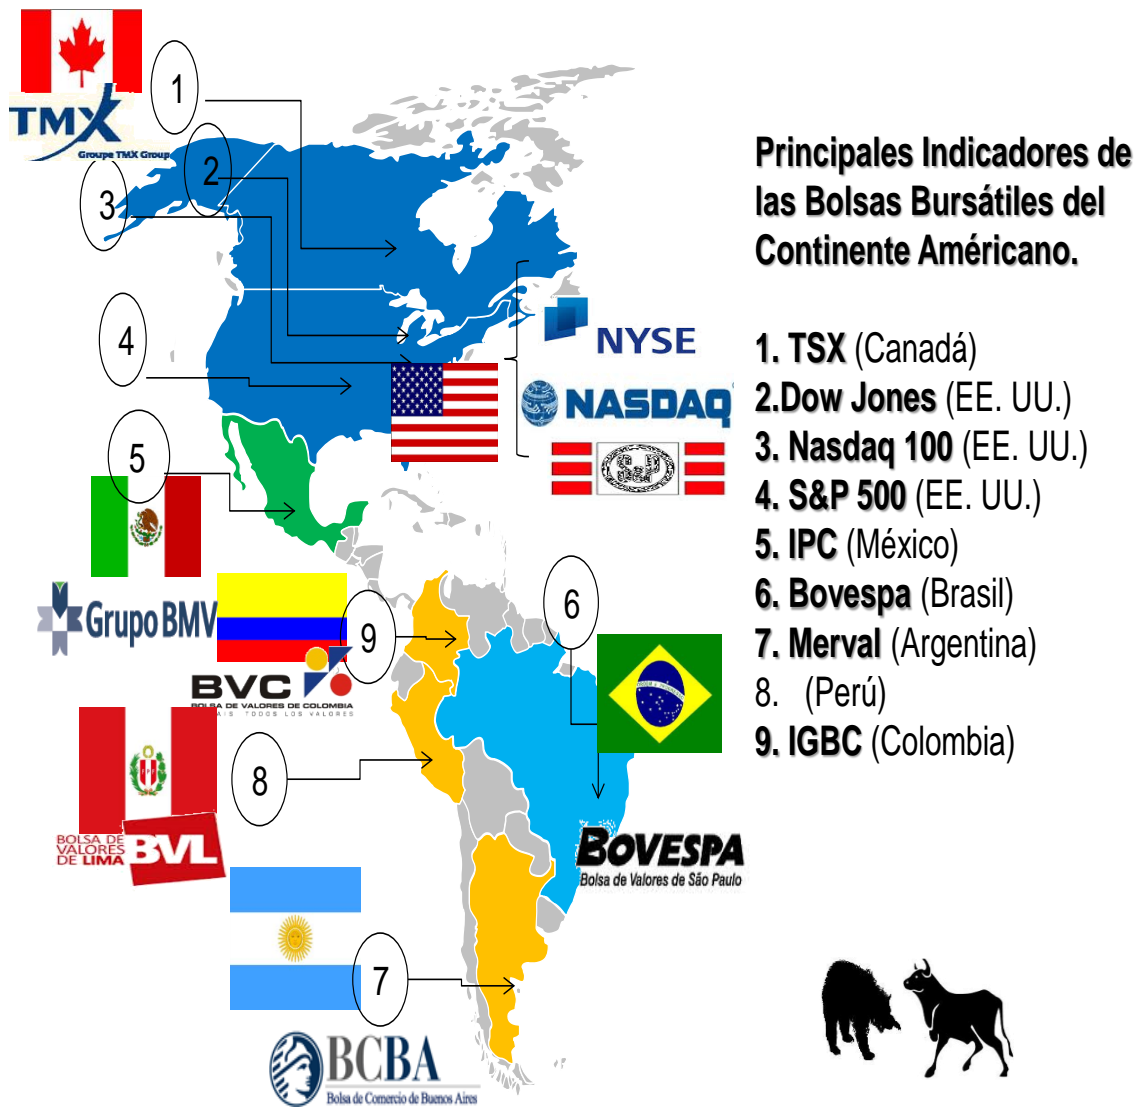 1
TMX
Groupe TMX Group
2
3
Principales Indicadores de
las Bolsas Bursátiles del
Continente Américano.
4
NYSE
NASDAQ
S&P
1. TSX (Canadá)
2.Dow Jones (EE. UU.)
3. Nasdaq 100 (EE. UU.)
4. S&P 500 (EE. UU.)
5. IPC (México)
6. Bovespa (Brasil)
7. Merval (Argentina)
8. (Perú)
9. IGBC (Colombia)
5
Grupo BMV
6
9
BVC
BOLSA DE VALORES DE COLOMBIA
TODOS LOS VALORES
8
BOLSA DE
VALORES
DE LIMA
BVL
BOVESPA
Bolsa de Valores de São Paulo
7
BCBA
Bolsa de Comercio de Buenos Aires